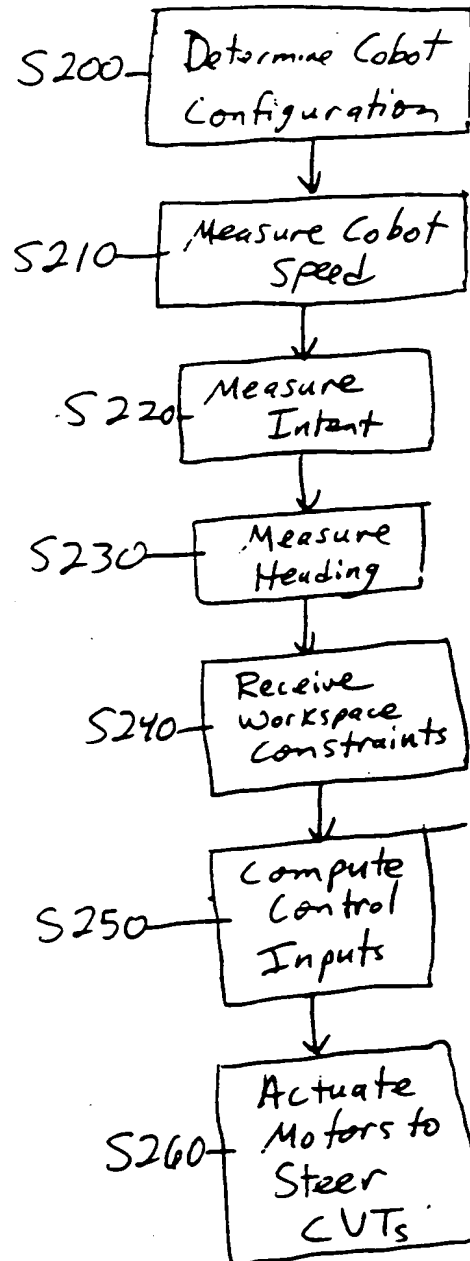 S200
Determine Cobot
Configuration
S210
Measure Cobot
Speed
S220
Measure
Intent
S230
Measure
Heading
S240
Receive
Workspace
Constraints
S250
Compute
Control
Inputs
S260
Actuate
Motors to
Steer
CVTs